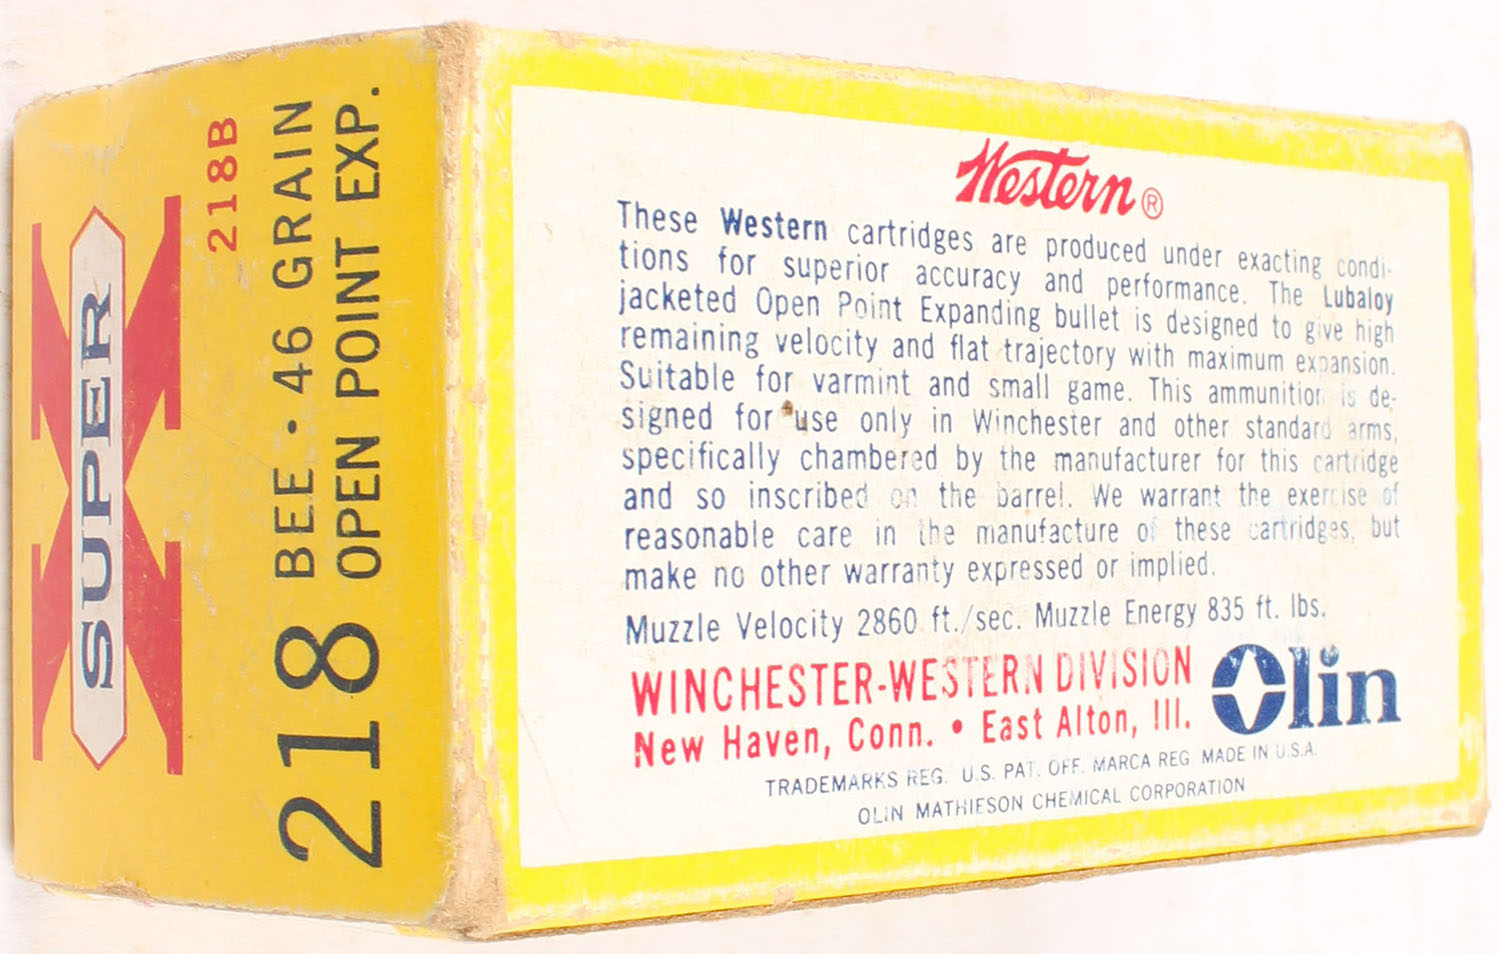 SUPER X
218B
218 BEE • 46 GRAIN
OPEN POINT EXP.
Western®
These Western cartridges are produced under exacting condi-
tions for superior accuracy and performance. The Lubaloy
jacketed Open Point Expanding bullet is designed to give high
remaining velocity and flat trajectory with maximum expansion.
Suitable for varmint and small game. This ammunition is de-
signed for use only in Winchester and other standard arms,
specifically chambered by the manufacturer for this cartridge
and so inscribed on the barrel. We warrant the exercise of
reasonable care in the manufacture of these cartridges, but
make no other warranty expressed or implied.
Muzzle Velocity 2860 ft./sec. Muzzle Energy 835 ft. lbs.
WINCHESTER-WESTERN DIVISION
New Haven, Conn. • East Alton, Ill.
Olin
TRADEMARKS REG. U.S. PAT. OFF. MARCA REG. MADE IN U.S.A.
OLIN MATHIESON CHEMICAL CORPORATION